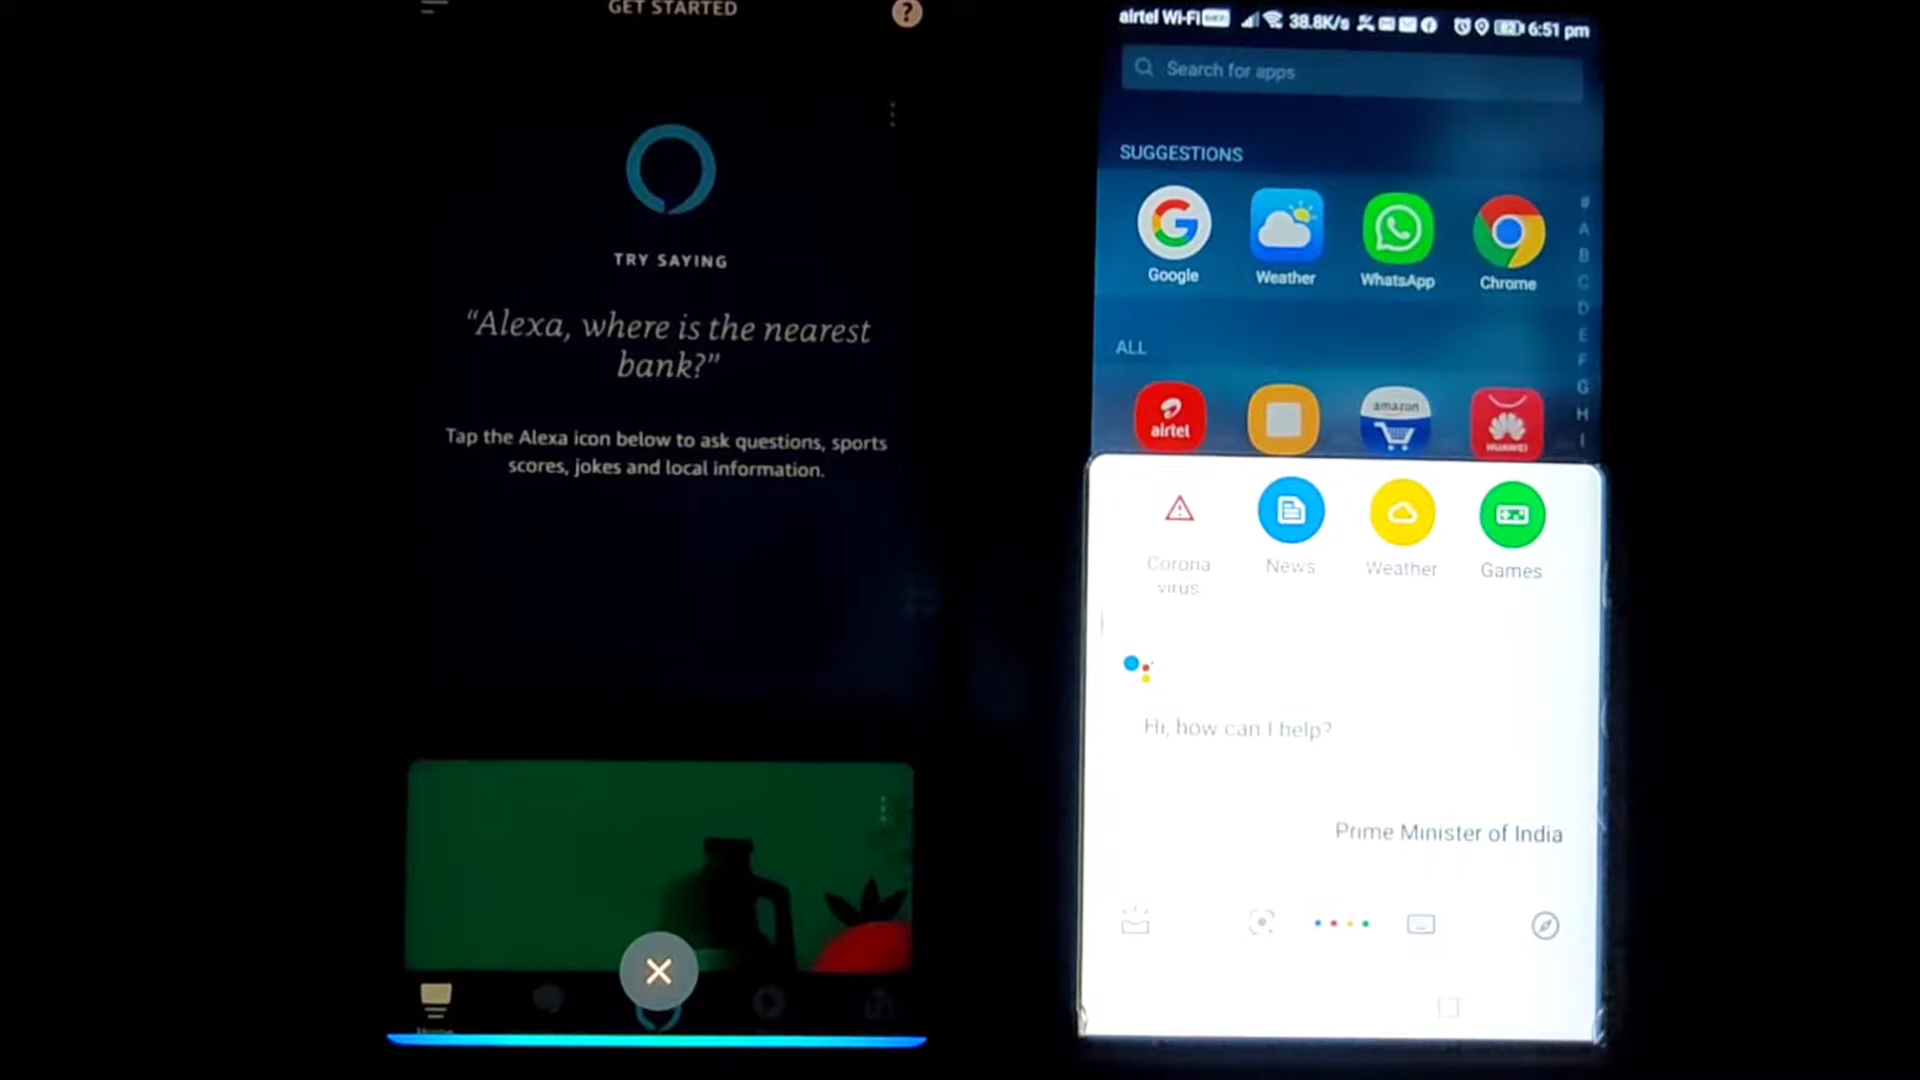 GET STARTED
?
TRY SAYING
“Alexa, where is the nearest
bank?”
Tap the Alexa icon below to ask questions, sports
scores, jokes and local information.
airtel Wi-Fi 38.8K/s 82 6:51 pm
Search for apps
SUGGESTIONS
Google Weather WhatsApp Chrome
#
A
B
C
D
E
F
G
H
I
ALL
airtel
amazon
HUAWEI
Corona
virus
News
Weather
Games
Hi, how can I help?
Prime Minister of India